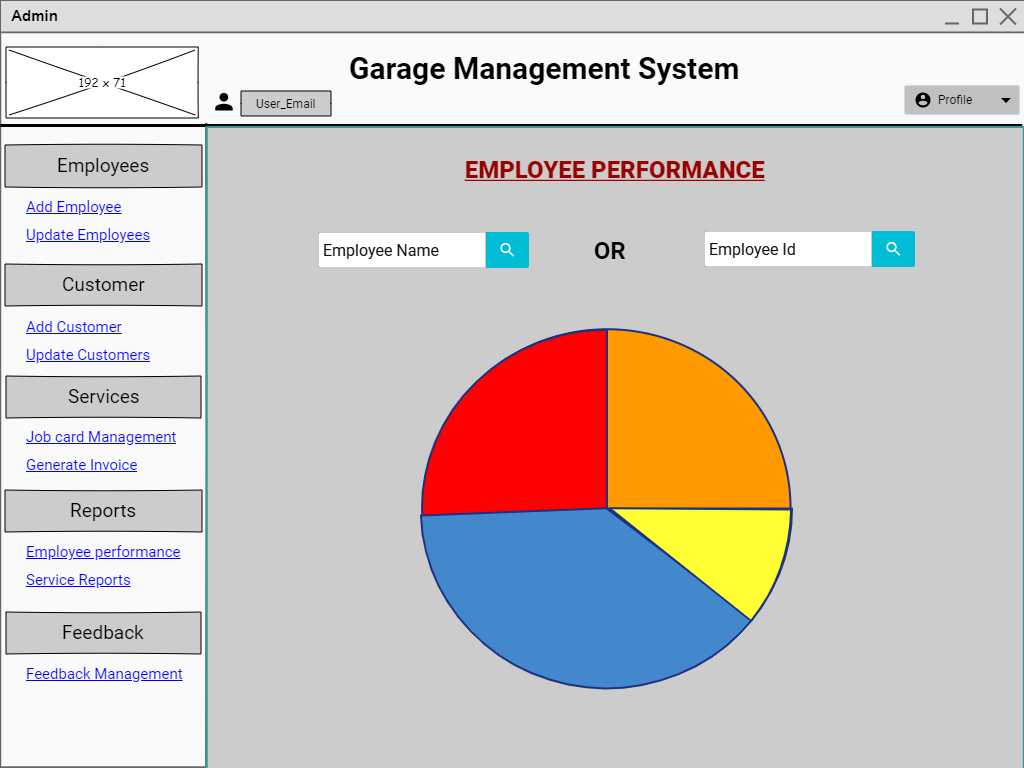 Admin
192 x 71
Garage Management System
User_Email
Profile
Employees
Add Employee
Update Employees
Customer
Add Customer
Update Customers
Services
Job card Management
Generate Invoice
Reports
Employee performance
Service Reports
Feedback
Feedback Management
EMPLOYEE PERFORMANCE
Employee Name
OR
Employee Id